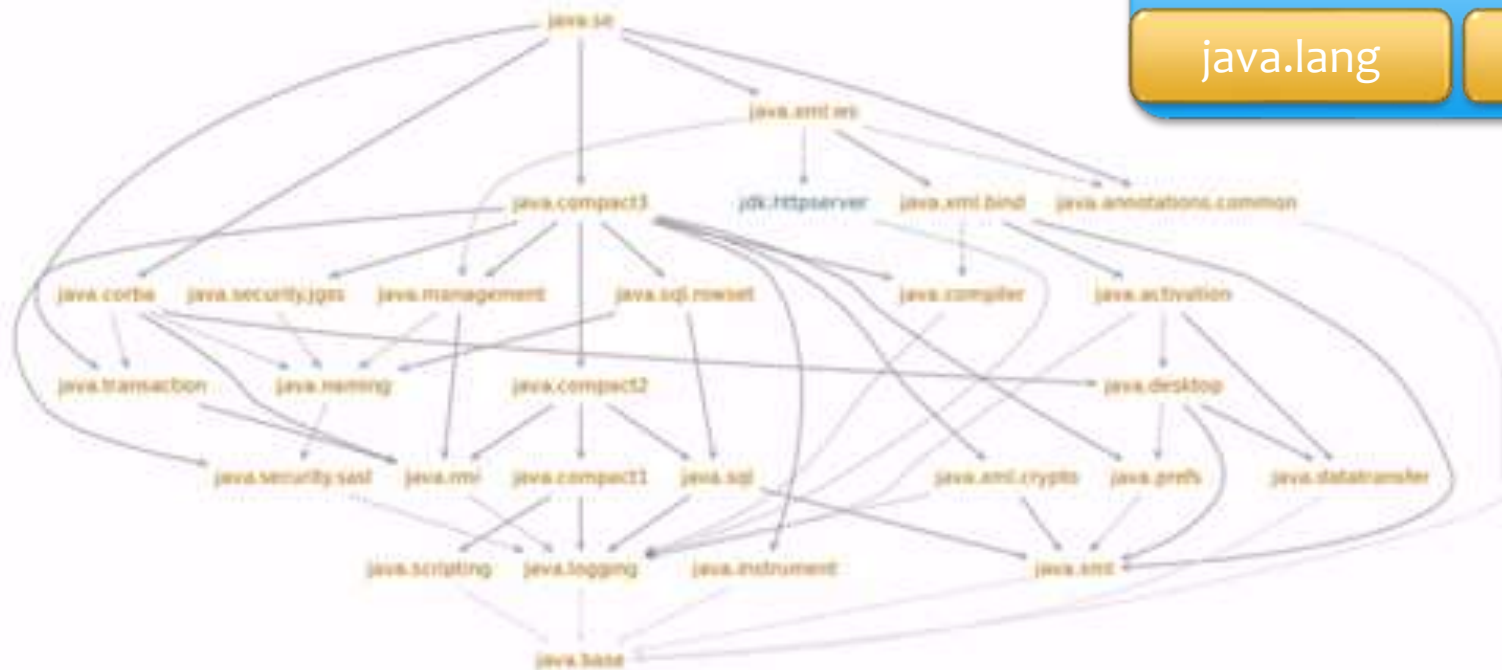 java.se
java.lang
java.xml.ws
java.compact3 jdk.httpserver java.xml.bind java.annotations.common
java.corba java.security.jgss java.management java.sql.rowset java.compiler java.activation
java.transaction java.naming java.compact2 java.desktop
java.security.sasl java.rmi java.compact1 java.sql java.xml.crypto java.prefs java.datatransfer
java.scripting java.logging java.instrument java.xml
java.base